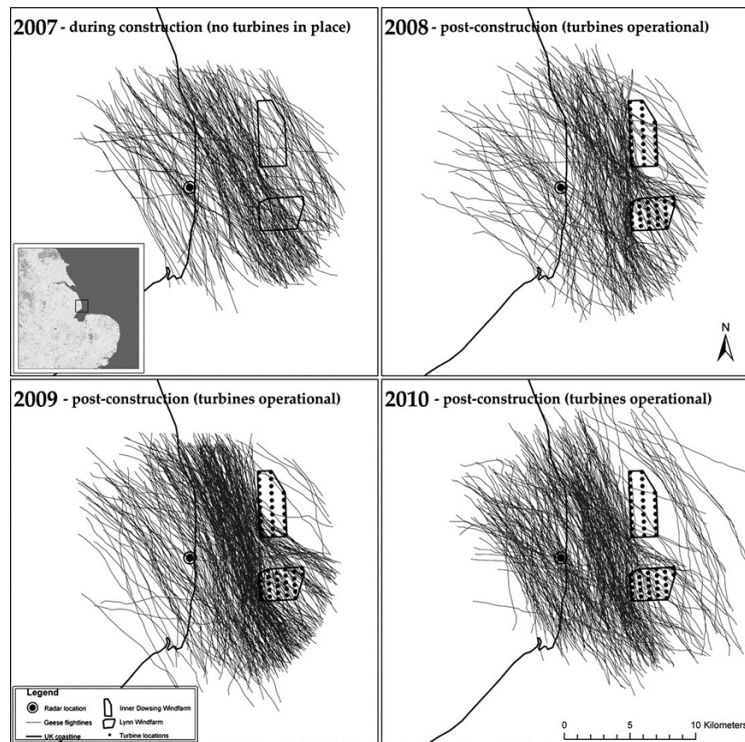 2007 - during construction (no turbines in place)
2008 - post-construction (turbines operational)
N
2009 - post-construction (turbines operational)
2010 - post-construction (turbines operational)
Legend
Radar location
Geese flightlines
UK coastine
Inner Dowsing Windfarm
Lynn Windfarm
Turbine locations
0 5 10 Kilometers